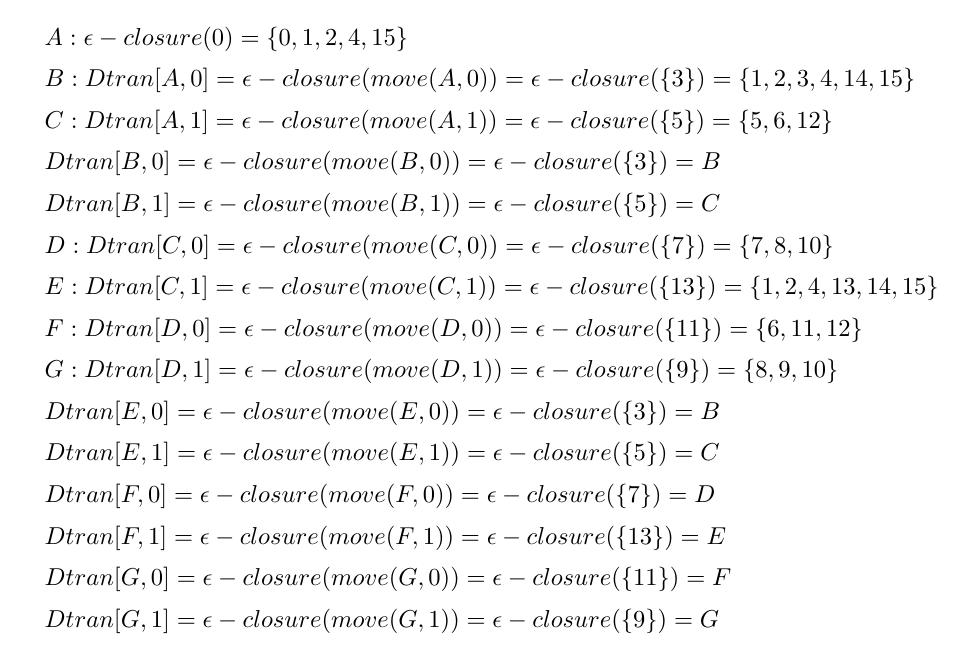 A : ϵ − closure(0) = {0, 1, 2, 4, 15}
B : Dtran[A, 0] = ϵ − closure(move(A, 0)) = ϵ − closure({3}) = {1, 2, 3, 4, 14, 15}
C : Dtran[A, 1] = ϵ − closure(move(A, 1)) = ϵ − closure({5}) = {5, 6, 12}
Dtran[B, 0] = ϵ − closure(move(B, 0)) = ϵ − closure({3}) = B
Dtran[B, 1] = ϵ − closure(move(B, 1)) = ϵ − closure({5}) = C
D : Dtran[C, 0] = ϵ − closure(move(C, 0)) = ϵ − closure({7}) = {7, 8, 10}
E : Dtran[C, 1] = ϵ − closure(move(C, 1)) = ϵ − closure({13}) = {1, 2, 4, 13, 14, 15}
F : Dtran[D, 0] = ϵ − closure(move(D, 0)) = ϵ − closure({11}) = {6, 11, 12}
G : Dtran[D, 1] = ϵ − closure(move(D, 1)) = ϵ − closure({9}) = {8, 9, 10}
Dtran[E, 0] = ϵ − closure(move(E, 0)) = ϵ − closure({3}) = B
Dtran[E, 1] = ϵ − closure(move(E, 1)) = ϵ − closure({5}) = C
Dtran[F, 0] = ϵ − closure(move(F, 0)) = ϵ − closure({7}) = D
Dtran[F, 1] = ϵ − closure(move(F, 1)) = ϵ − closure({13}) = E
Dtran[G, 0] = ϵ − closure(move(G, 0)) = ϵ − closure({11}) = F
Dtran[G, 1] = ϵ − closure(move(G, 1)) = ϵ − closure({9}) = G